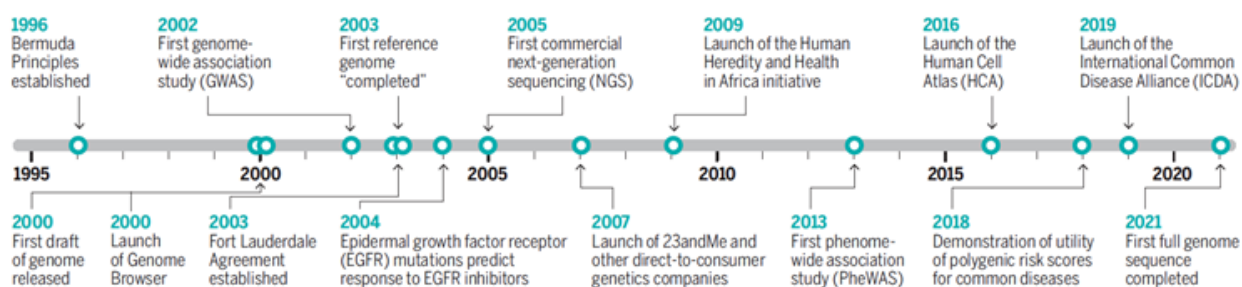 1996
Bermuda
Principles
established
2002
First genome-
wide association
study (GWAS)
2003
First reference
genome
“completed”
2005
First commercial
next-generation
sequencing (NGS)
2009
Launch of the Human
Heredity and Health
in Africa initiative
2016
Launch of the
Human Cell
Atlas (HCA)
2019
Launch of the
International Common
Disease Alliance (ICDA)
1995
2000
2005
2010
2015
2020
2000
First draft
of genome
released
2000
Launch
of Genome
Browser
2003
Fort Lauderdale
Agreement
established
2004
Epidermal growth factor receptor
(EGFR) mutations predict
response to EGFR inhibitors
2007
Launch of 23andMe and
other direct-to-consumer
genetics companies
2013
First phenome-
wide association
study (PheWAS)
2018
Demonstration of utility
of polygenic risk scores
for common diseases
2021
First full genome
sequence
completed